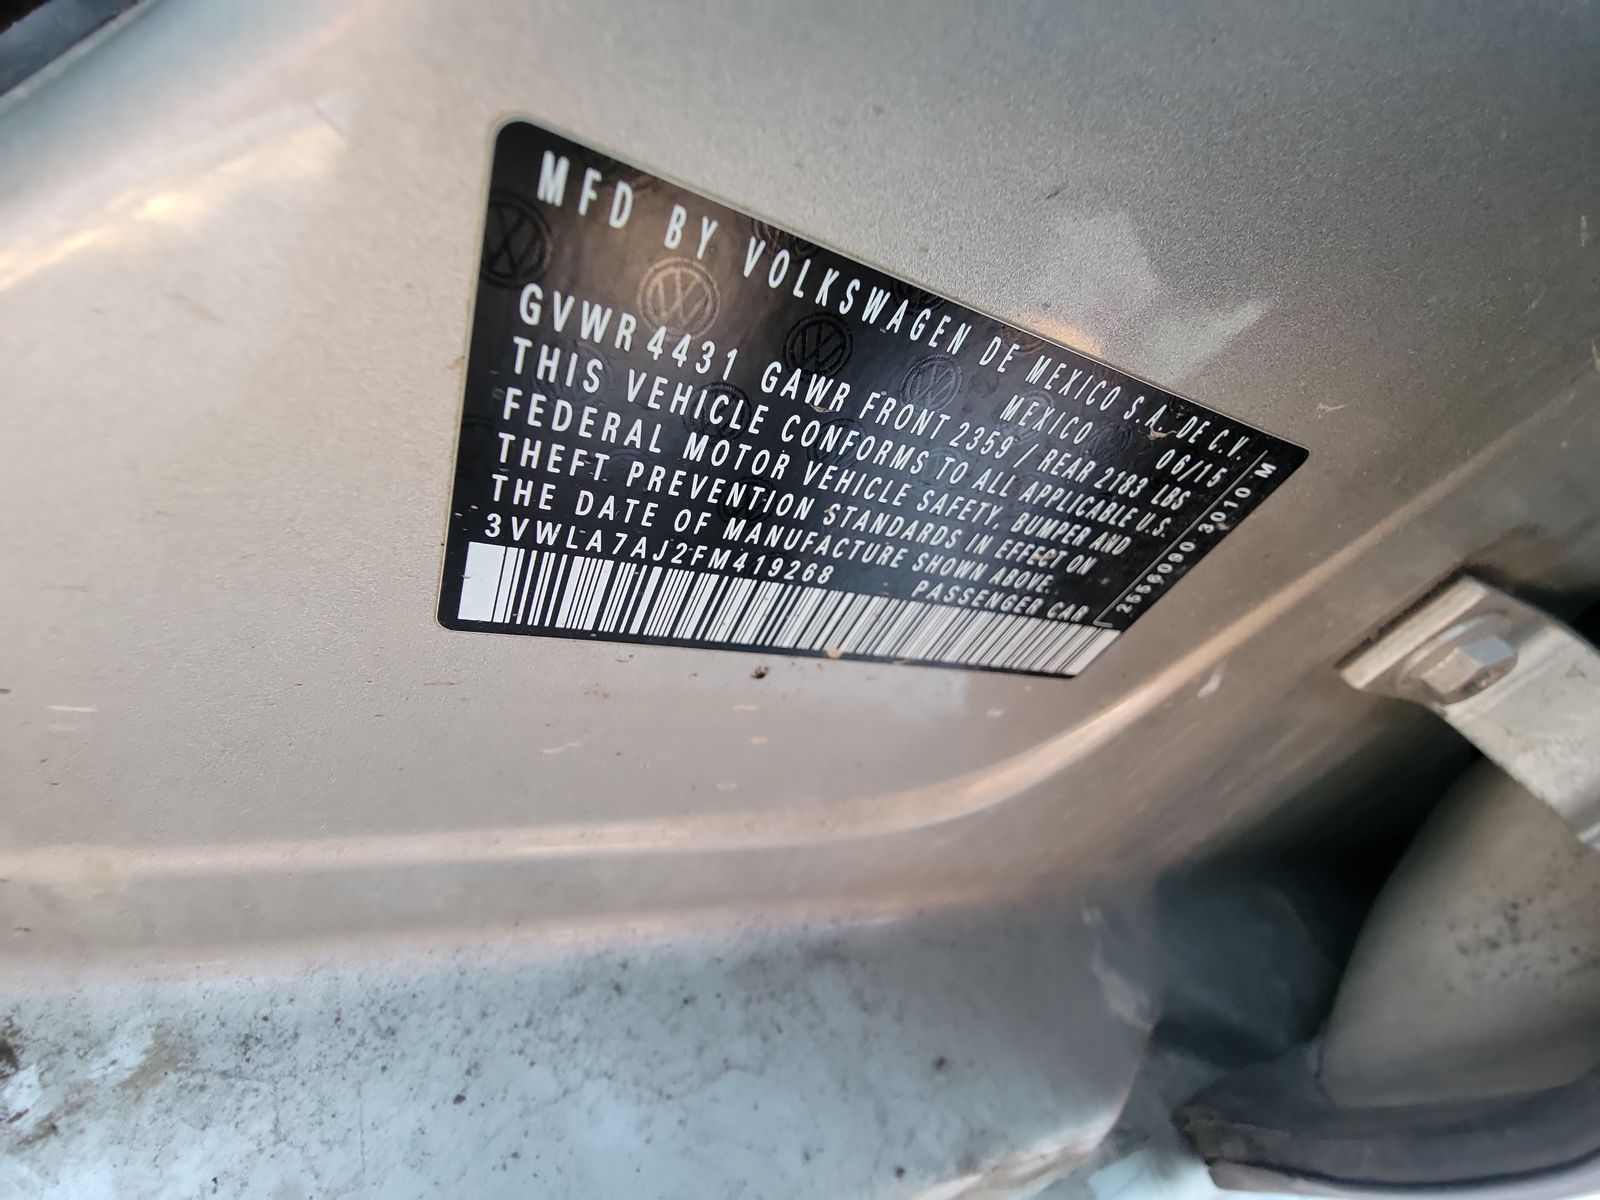 MFD BY VOLKSWAGEN DE MEXICO S.A. DE C.V.
MEXICO 06/15
GVWR 4431 GAWR FRONT 2359 / REAR 2183 LBS
THIS VEHICLE CONFORMS TO ALL APPLICABLE U.S.
FEDERAL MOTOR VEHICLE SAFETY, BUMPER AND
THEFT PREVENTION STANDARDS IN EFFECT ON
THE DATE OF MANUFACTURE SHOWN ABOVE.
3VWLA7AJ2FM419268 PASSENGER CAR
3010 M